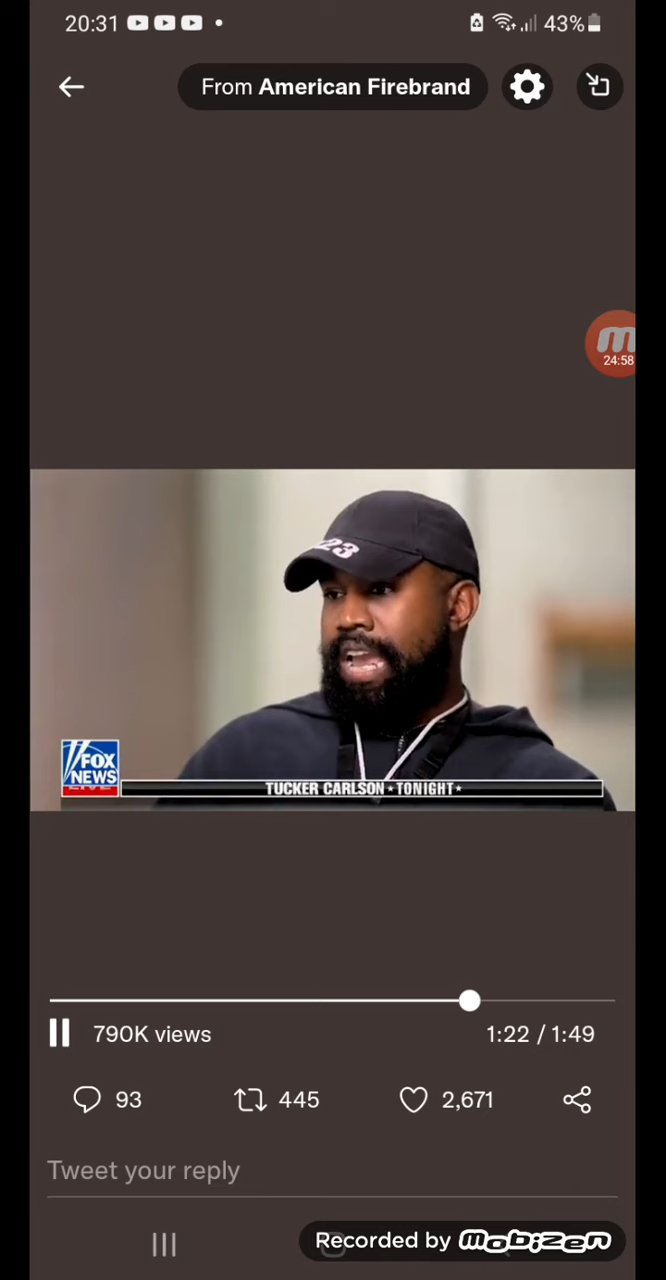 20:31
43%
From American Firebrand
m
24:58
23
FOX
NEWS
LIVE
TUCKER CARLSON TONIGHT
790K views
1:22 / 1:49
93
445
2,671
Tweet your reply
Recorded by mobizen